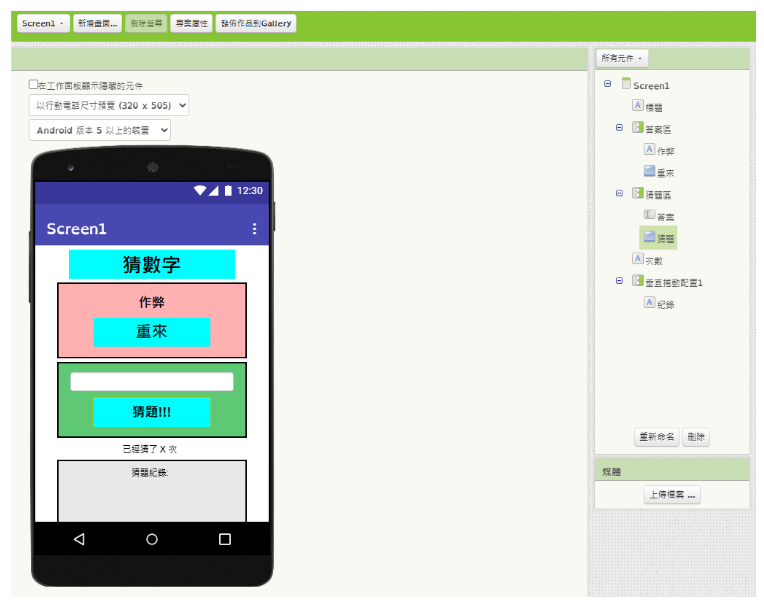 Screen1
新增畫面...
刪除螢幕
專案屬性
發佈作品到Gallery
在工作面板顯示隱藏的元件
以行動電話尺寸預覽 (320 x 505)
Android 版本 5 以上的裝置
12:30
Screen1
猜數字
作弊
重來
猜題!!!
已經猜了 X 次
猜題紀錄:
所有元件
Screen1
A 標題
答案區
A 作弊
重來
猜題區
答案
猜題
A 次數
垂直捲動配置1
A 紀錄
重新命名
刪除
媒體
上傳檔案 ...